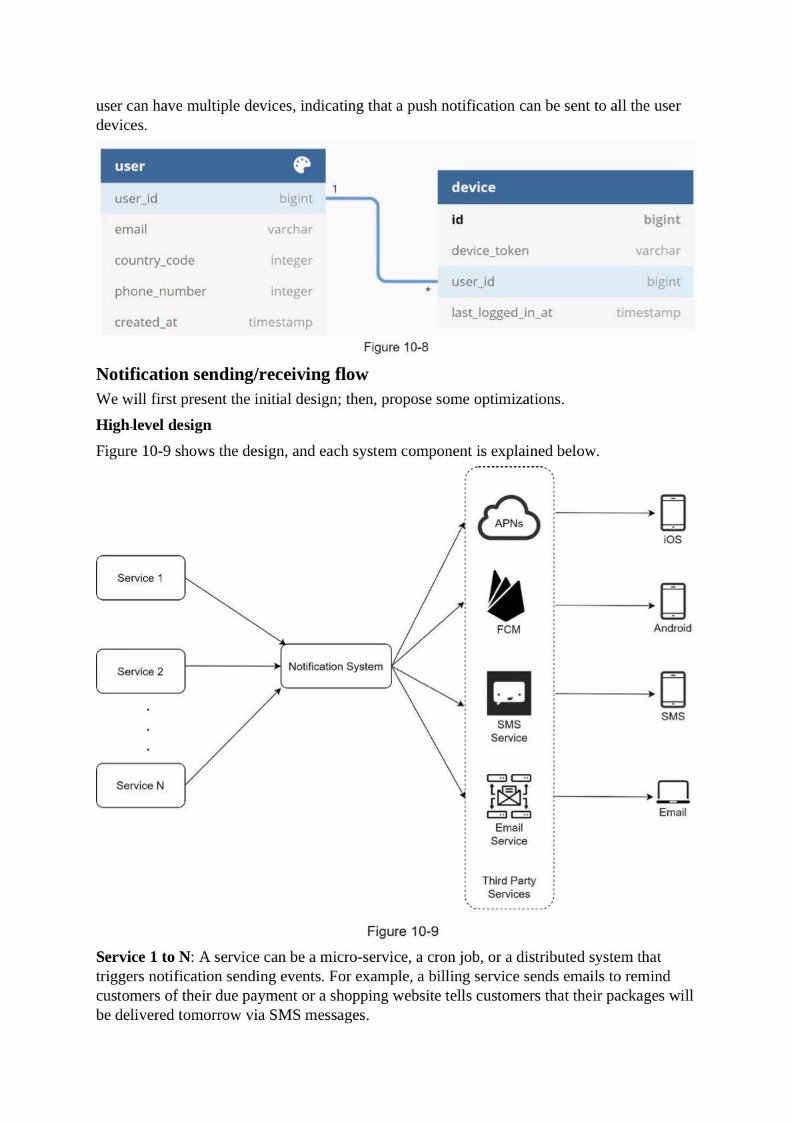 user can have multiple devices, indicating that a push notification can be sent to all the user
devices.
user
user_id bigint
email varchar
country_code integer
phone_number integer
created_at timestamp
1
*
device
id bigint
device_token varchar
user_id bigint
last_logged_in_at timestamp
Figure 10-8
Notification sending/receiving flow
We will first present the initial design; then, propose some optimizations.
High-level design
Figure 10-9 shows the design, and each system component is explained below.
Service 1
Service 2
.
.
.
Service N
Notification System
APNs
FCM
SMS
Service
Email
Service
Third Party
Services
iOS
Android
SMS
Email
Figure 10-9
Service 1 to N: A service can be a micro-service, a cron job, or a distributed system that
triggers notification sending events. For example, a billing service sends emails to remind
customers of their due payment or a shopping website tells customers that their packages will
be delivered tomorrow via SMS messages.